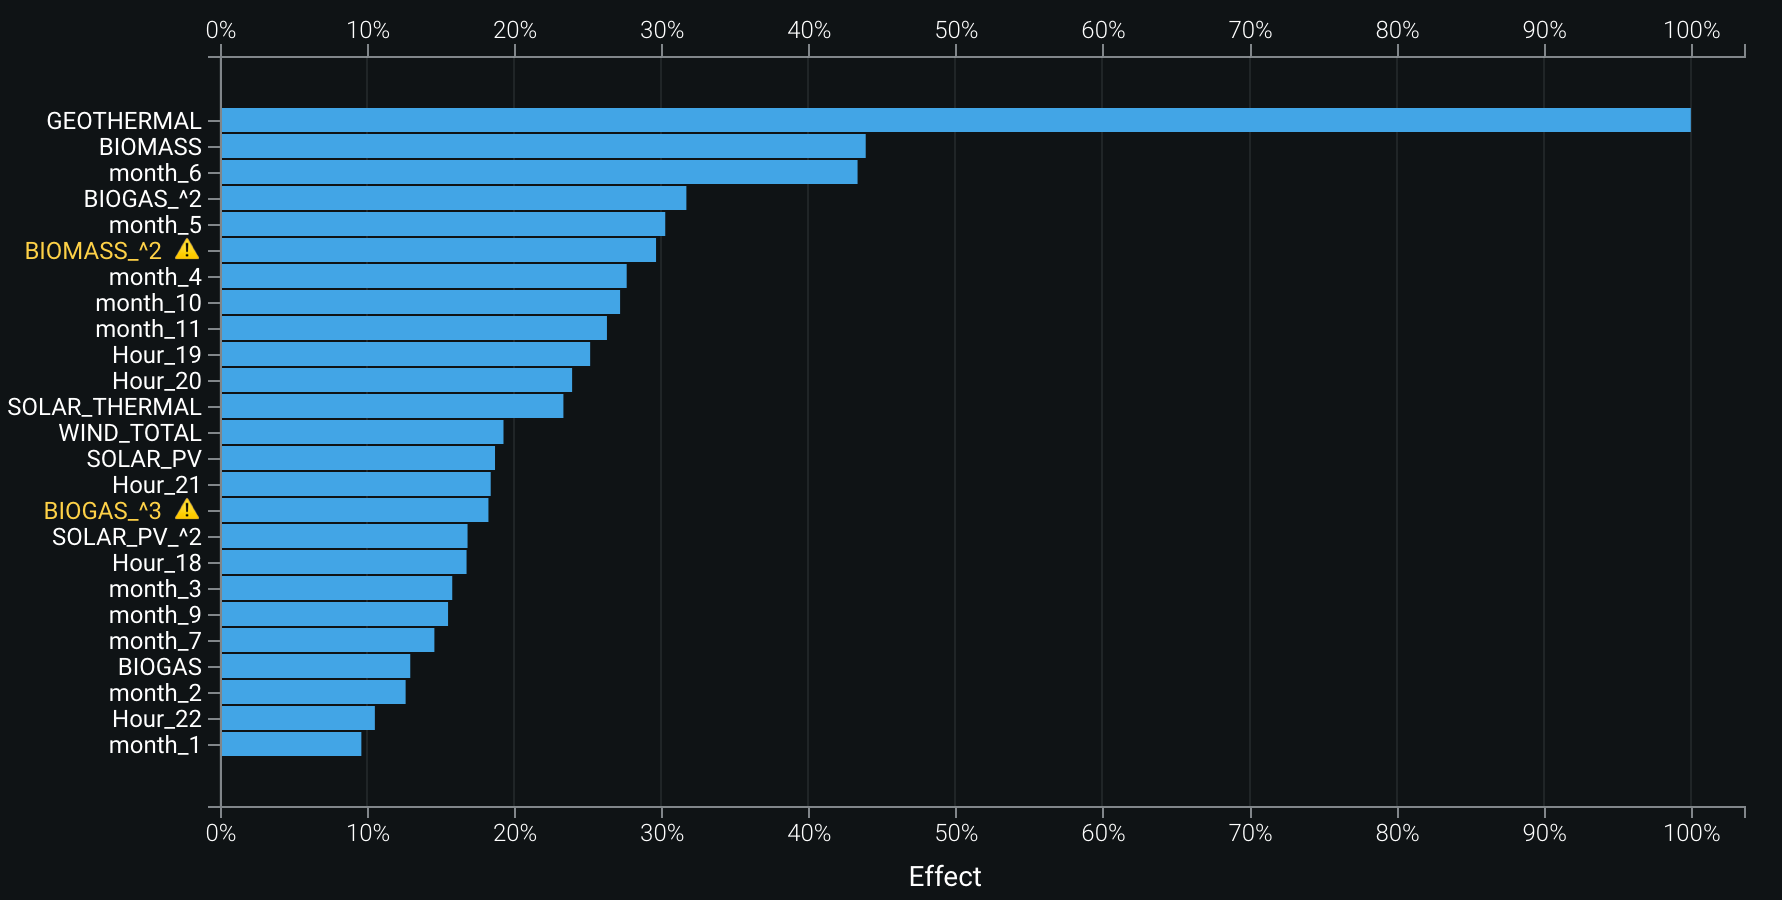 0% 10% 20% 30% 40% 50% 60% 70% 80% 90% 100%
GEOTHERMAL
BIOMASS
month_6
BIOGAS_^2
month_5
BIOMASS_^2 ⚠
month_4
month_10
month_11
Hour_19
Hour_20
SOLAR_THERMAL
WIND_TOTAL
SOLAR_PV
Hour_21
BIOGAS_^3 ⚠
SOLAR_PV_^2
Hour_18
month_3
month_9
month_7
BIOGAS
month_2
Hour_22
month_1
0% 10% 20% 30% 40% 50% 60% 70% 80% 90% 100%
Effect